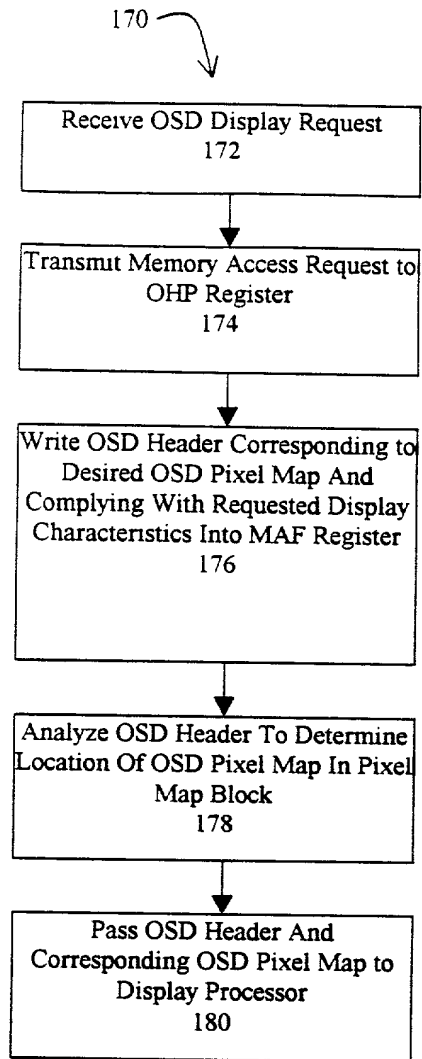 170
Receive OSD Display Request
172
Transmit Memory Access Request to
OHP Register
174
Write OSD Header Corresponding to
Desired OSD Pixel Map And
Complying With Requested Display
Characteristics Into MAF Register
176
Analyze OSD Header To Determine
Location Of OSD Pixel Map In Pixel
Map Block
178
Pass OSD Header And
Corresponding OSD Pixel Map to
Display Processor
180